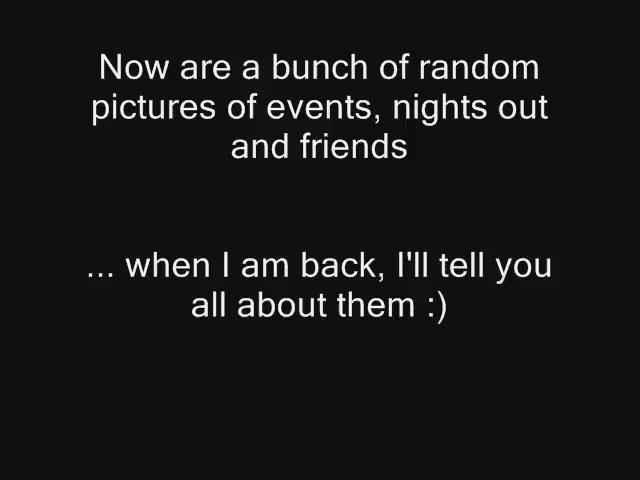 Now are a bunch of random
pictures of events, nights out
and friends
... when I am back, I'll tell you
all about them :)